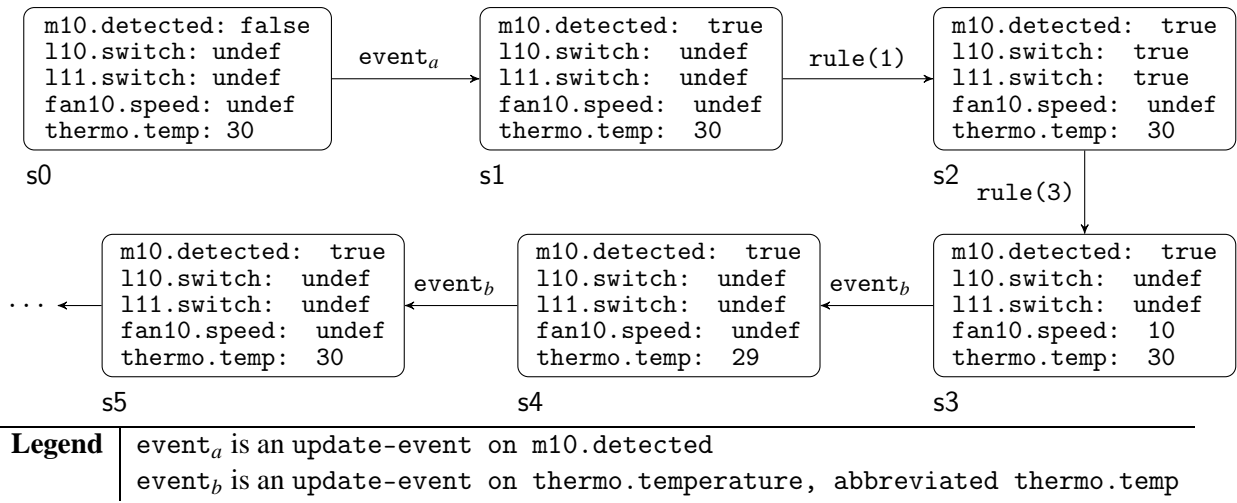 m10.detected: false
l10.switch: undef
l11.switch: undef
fan10.speed: undef
thermo.temp: 30
s0
event_a
m10.detected: true
l10.switch: undef
l11.switch: undef
fan10.speed: undef
thermo.temp: 30
s1
rule(1)
m10.detected: true
l10.switch: true
l11.switch: true
fan10.speed: undef
thermo.temp: 30
s2
rule(3)
m10.detected: true
l10.switch: undef
l11.switch: undef
fan10.speed: 10
thermo.temp: 30
s3
event_b
m10.detected: true
l10.switch: undef
l11.switch: undef
fan10.speed: undef
thermo.temp: 29
s4
event_b
m10.detected: true
l10.switch: undef
l11.switch: undef
fan10.speed: undef
thermo.temp: 30
s5
...
Legend
event_a is an update-event on m10.detected
event_b is an update-event on thermo.temperature, abbreviated thermo.temp